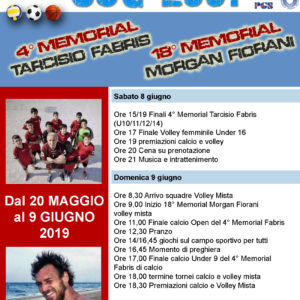 PGS
4° MEMORIAL
TARCISIO FABRIS
18° MEMORIAL
MORGAN FIORANI
Sabato 8 giugno
Ore 15/19 Finali 4° Memorial Tarcisio Fabris
(U10/11/12/14)
Ore 17 Finale Volley femminile Under 16
Ore 19 premiazioni calcio e volley
Ore 20 Cena su prenotazione
Ore 21 Musica e intrattenimento
Dal 20 MAGGIO
al 9 GIUGNO
2019
Domenica 9 giugno
Ore 8,30 Arrivo squadre Volley Mista
Ore 9,00 inizio 18° Memorial Morgan Fiorani
volley mista
Ore 11,00 Finale calcio Open del 4° Memorial Fabris
Ore 12,30 Pranzo
Ore 14/16,45 giochi sul campo sportivo per tutti
Ore 16,45 Momento di preghiera
Ore 17,00 Finale calcio Under 9 del 4° Memorial
Fabris di calcio
Ore 18,00 termine tornei calcio e volley mista
Ore 18,30 Premiazioni Calcio e Volley